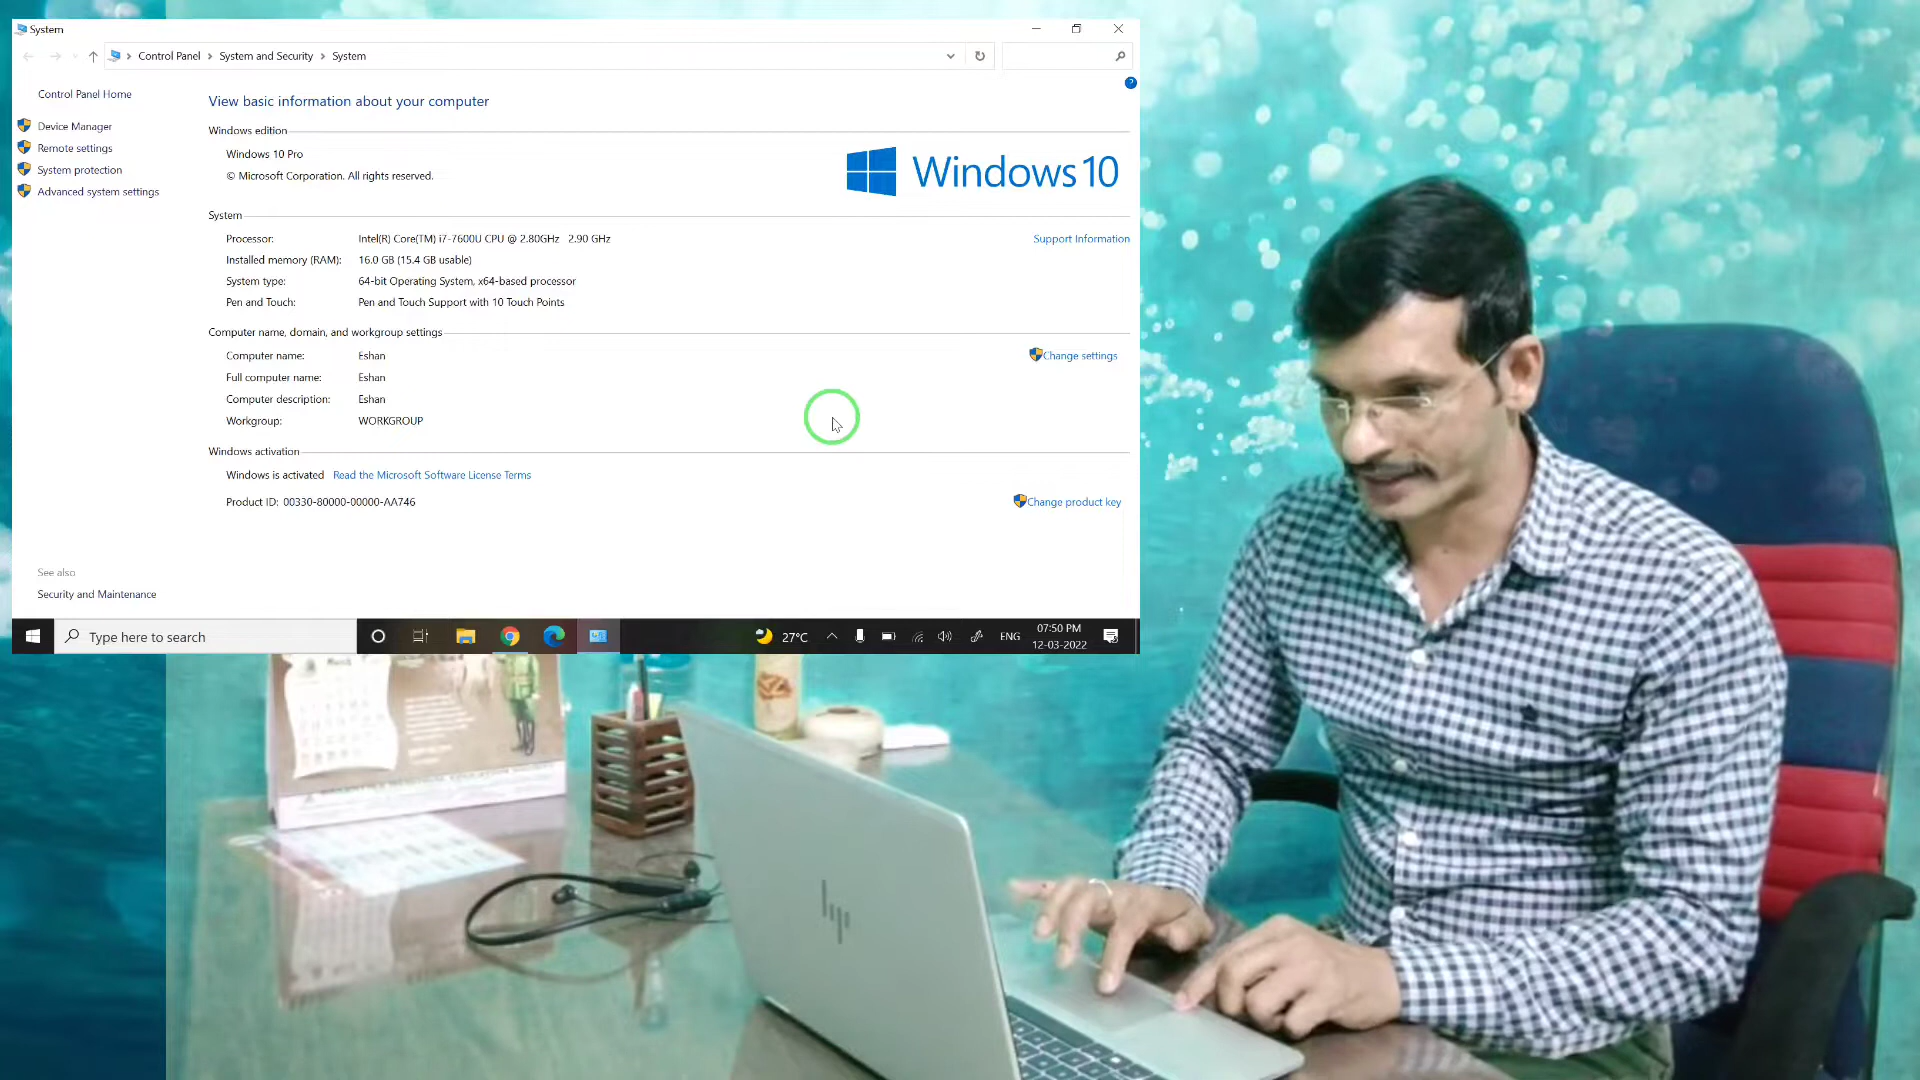 System
Control Panel > System and Security > System
Control Panel Home
Device Manager
Remote settings
System protection
Advanced system settings
View basic information about your computer
Windows edition
Windows 10 Pro
© Microsoft Corporation. All rights reserved.
Windows 10
System
Processor: Intel(R) Core(TM) i7-7600U CPU @ 2.80GHz 2.90 GHz
Support Information
Installed memory (RAM): 16.0 GB (15.4 GB usable)
System type: 64-bit Operating System, x64-based processor
Pen and Touch: Pen and Touch Support with 10 Touch Points
Computer name, domain, and workgroup settings
Computer name: Eshan
Change settings
Full computer name: Eshan
Computer description: Eshan
Workgroup: WORKGROUP
Windows activation
Windows is activated Read the Microsoft Software License Terms
Product ID: 00330-80000-00000-AA746
Change product key
See also
Security and Maintenance
Type here to search
27°C
ENG
07:50 PM
12-03-2022
hp